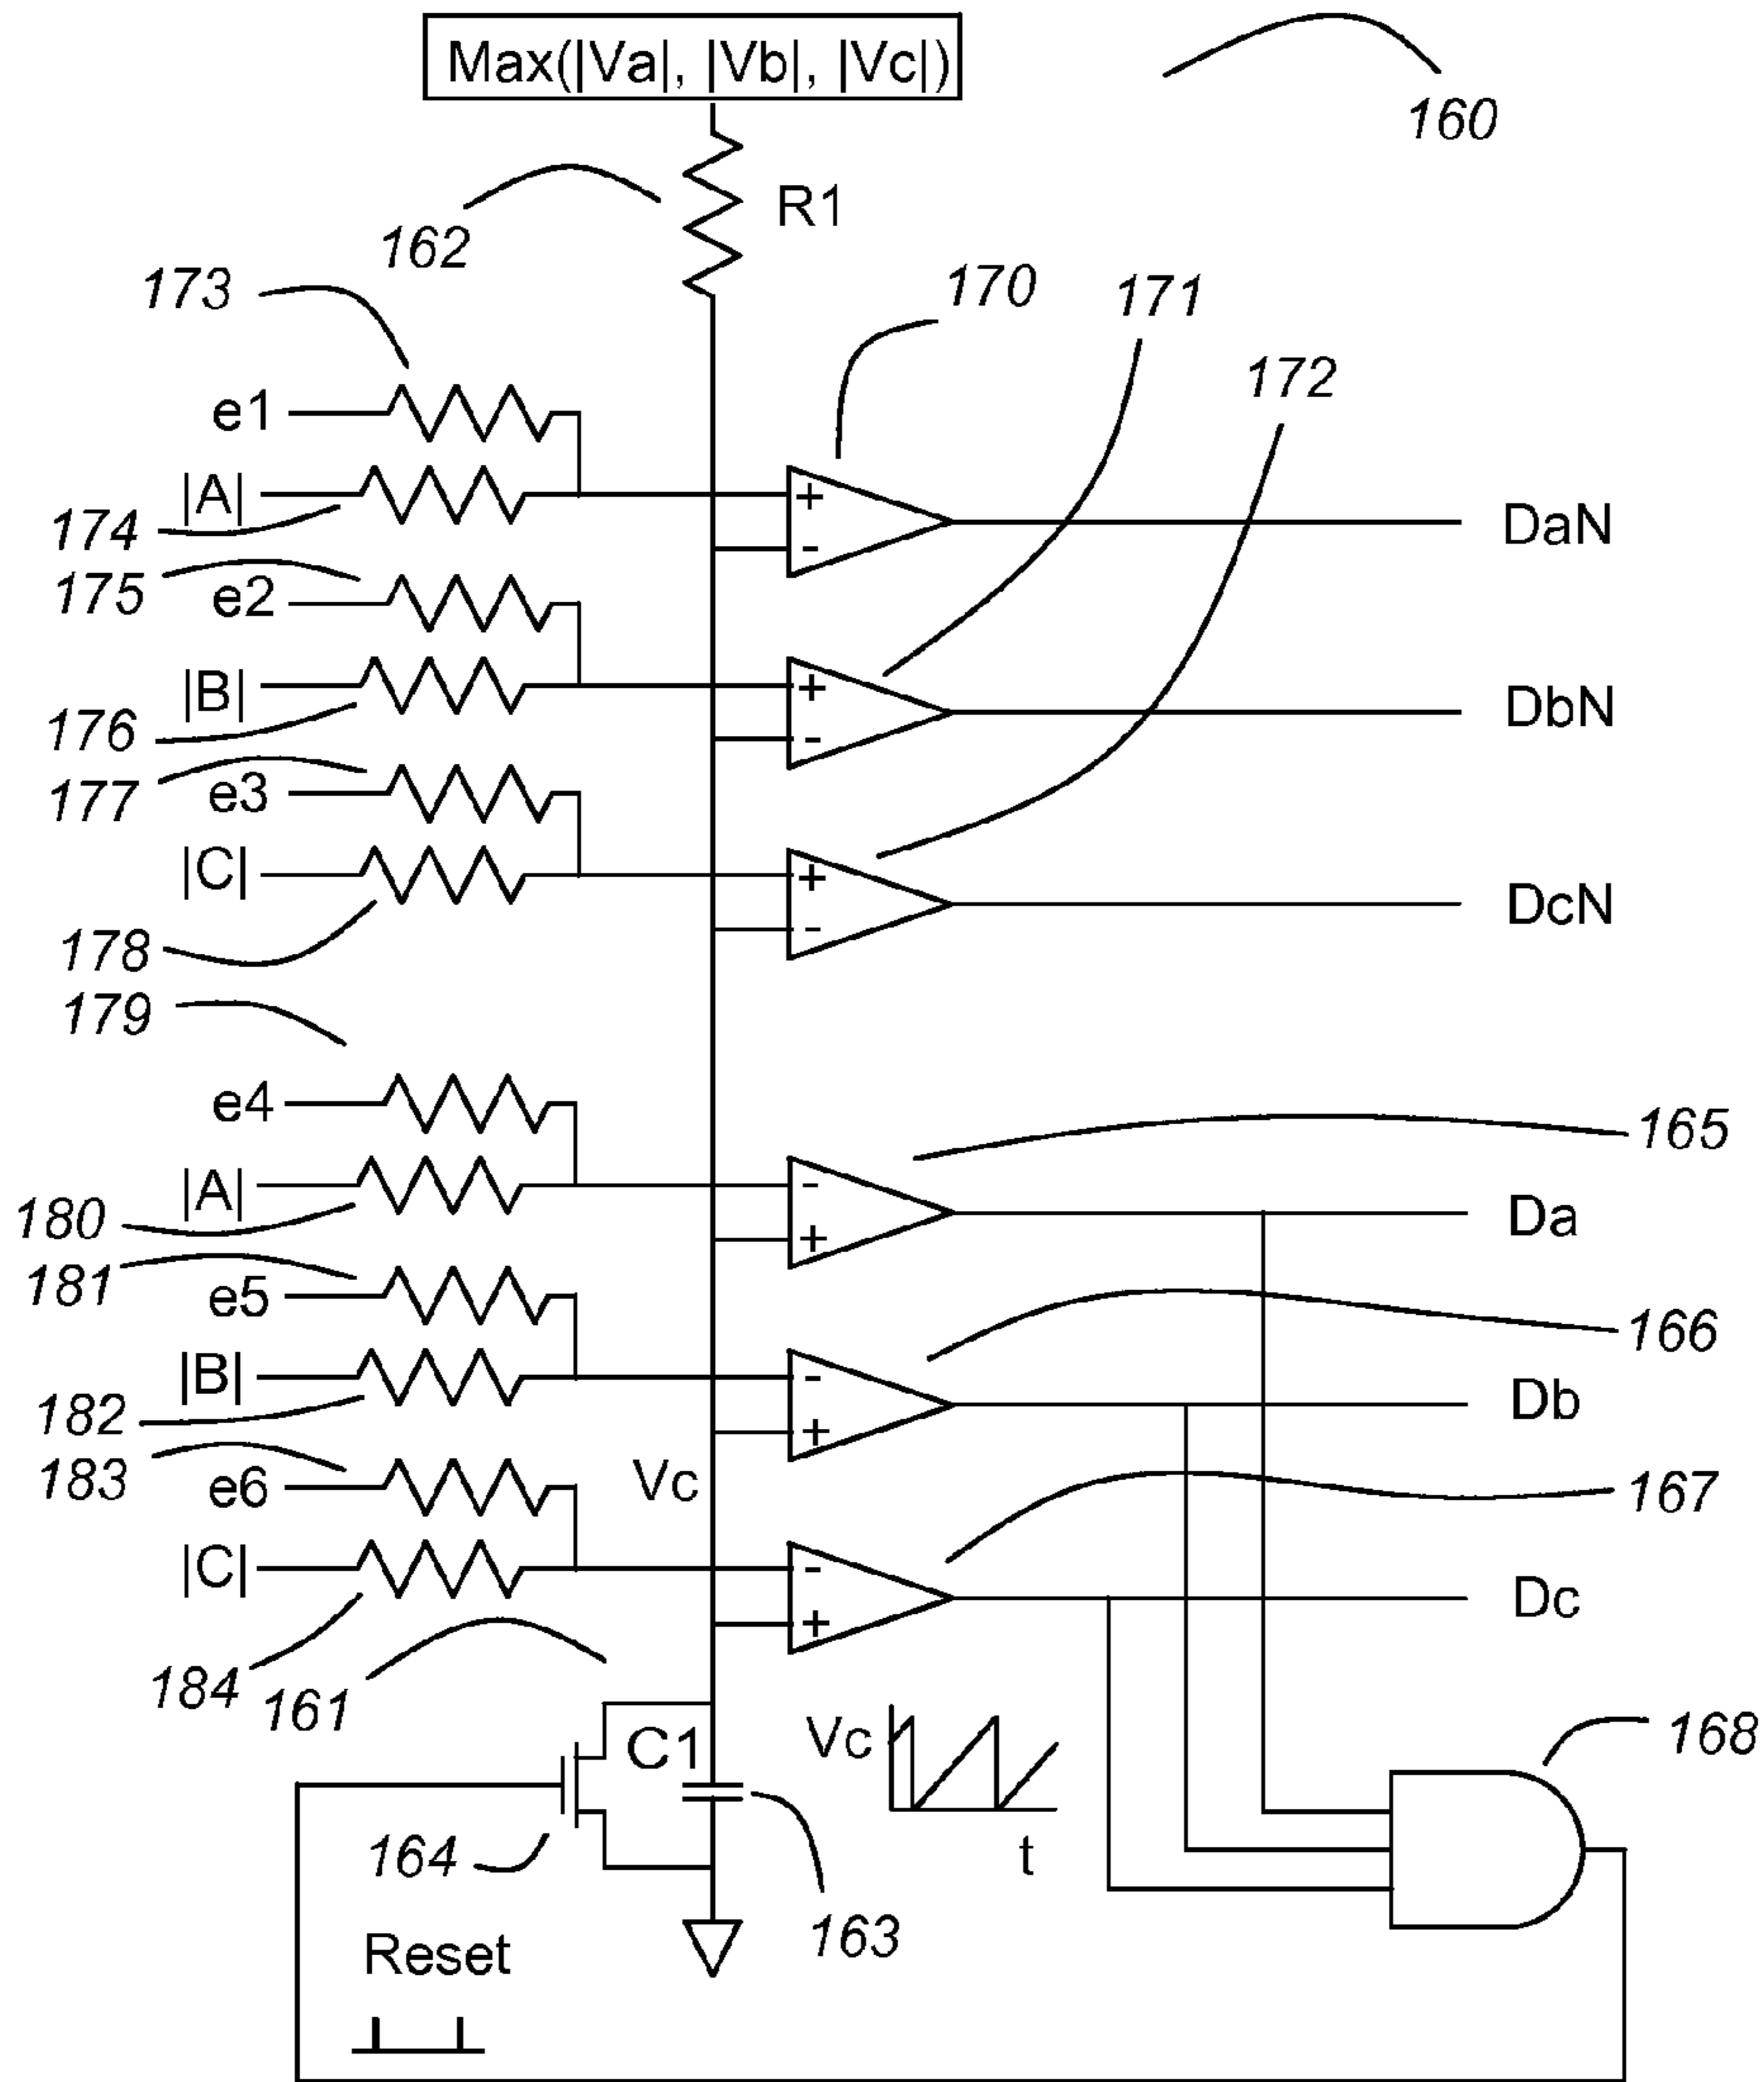 Max(|Va|, |Vb|, |Vc|)
160
162
R1
173
170
171
172
e1
|A|
+
-
DaN
174
175
e2
|B|
+
-
DbN
176
177
e3
|C|
+
-
DcN
178
179
e4
|A|
-
+
165
Da
180
181
e5
|B|
-
+
166
Db
182
183
e6
Vc
|C|
-
+
167
Dc
184
161
C1
Vc
t
168
164
163
Reset